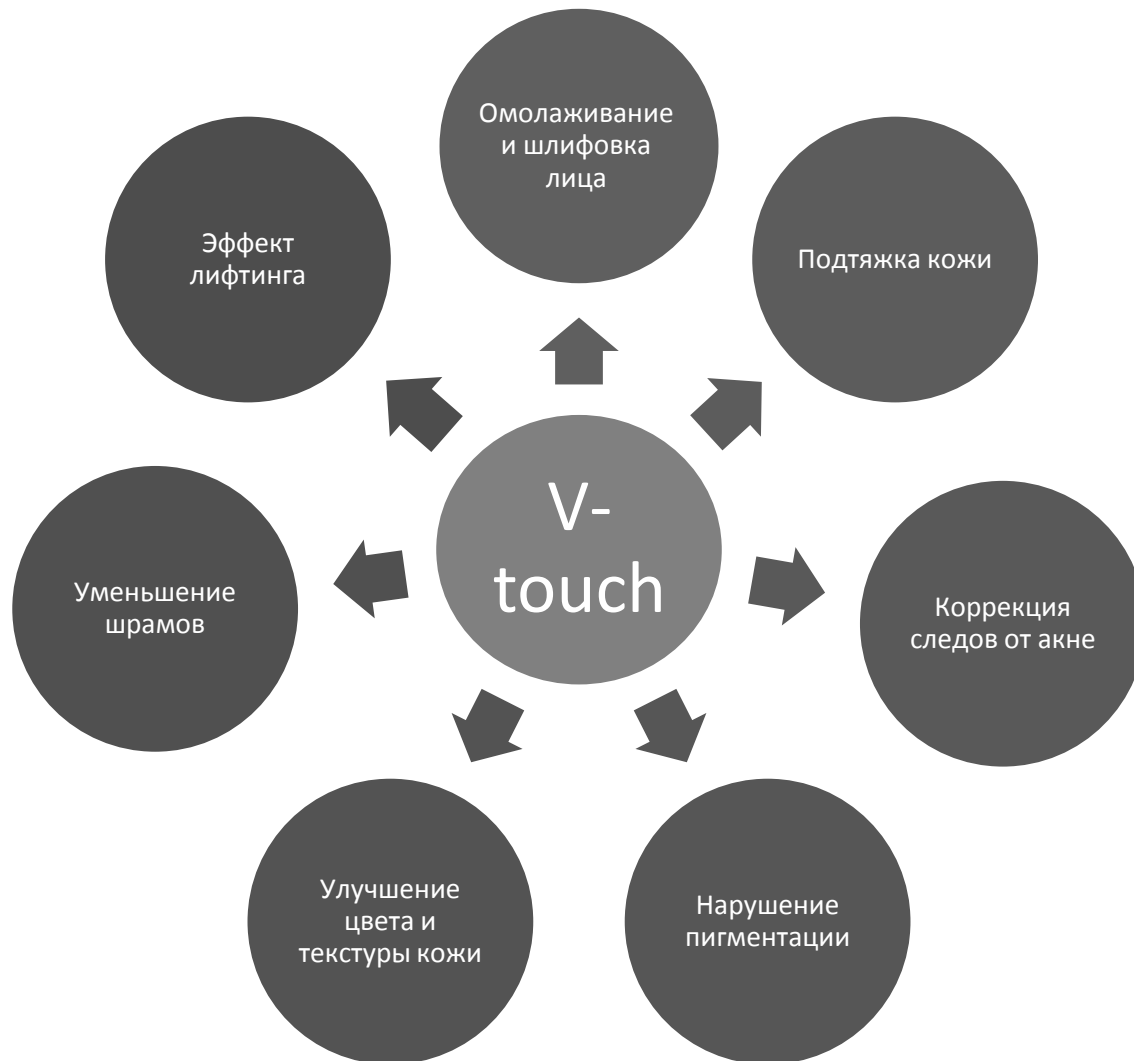 Омолаживание
и шлифовка
лица
Подтяжка кожи
Коррекция
следов от акне
Нарушение
пигментации
Улучшение
цвета и
текстуры кожи
Уменьшение
шрамов
Эффект
лифтинга
V-
touch